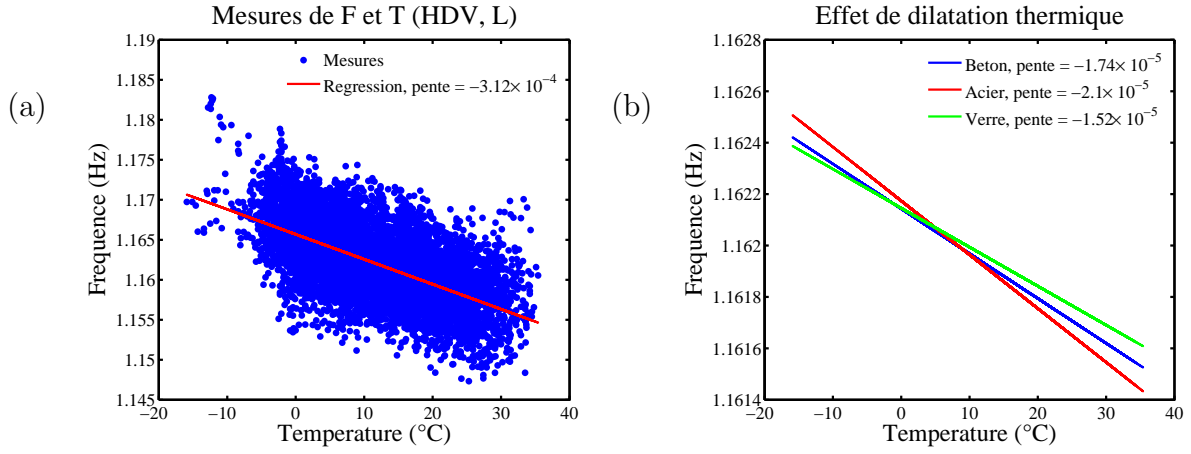 (a)
Mesures de F et T (HDV, L)
Frequence (Hz)
1.19
1.185
1.18
1.175
1.17
1.165
1.16
1.155
1.15
1.145
Mesures
Regression, pente = −3.12× 10⁻⁴
−20 −10 0 10 20 30 40
Temperature (°C)
(b)
Effet de dilatation thermique
Frequence (Hz)
1.1628
1.1626
1.1624
1.1622
1.162
1.1618
1.1616
1.1614
Beton, pente = −1.74× 10⁻⁵
Acier, pente = −2.1× 10⁻⁵
Verre, pente = −1.52× 10⁻⁵
−20 −10 0 10 20 30 40
Temperature (°C)